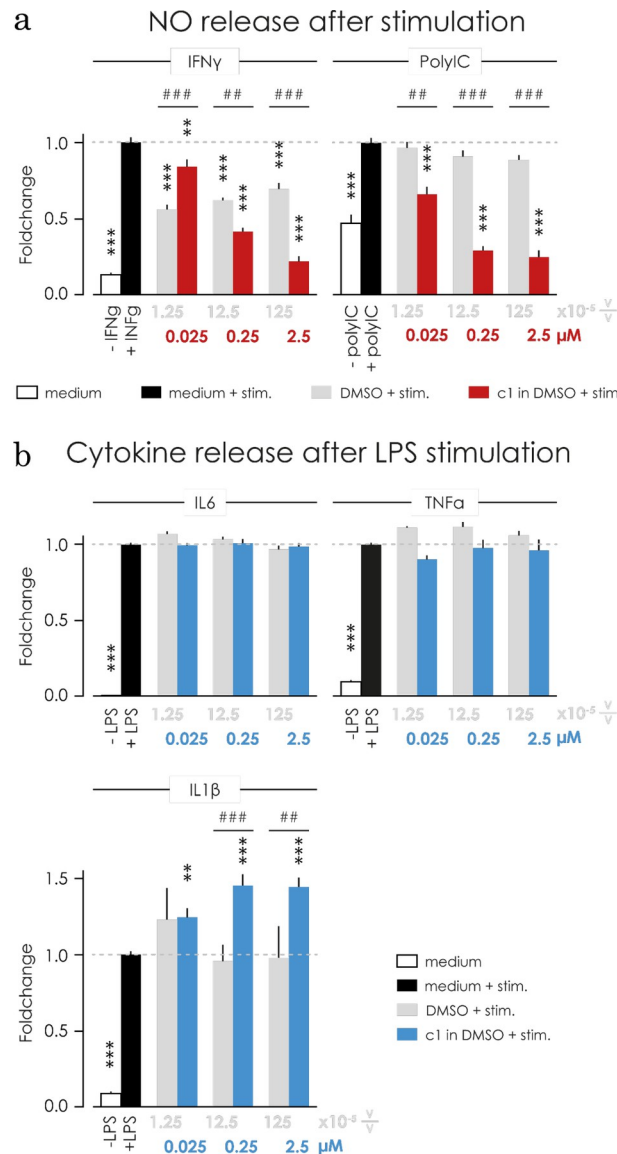 a NO release after stimulation
IFNγ PolyIC
### ## ### ## ### ###
*** ** *** *** *** *** *** *** *** *** ***
Foldchange
1.0
0.5
0.0
- IFNg + INFg 1.25 12.5 125 - polyIC + polyIC 1.25 12.5 125 x10⁻⁵ v/v
0.025 0.25 2.5 0.025 0.25 2.5 μM
medium medium + stim. DMSO + stim. c1 in DMSO + stim
b Cytokine release after LPS stimulation
IL6 TNFα
Foldchange
1.0
0.5
0.0
*** ***
- LPS + LPS 1.25 12.5 125 -LPS + LPS 1.25 12.5 125 x10⁻⁵ v/v
0.025 0.25 2.5 0.025 0.25 2.5 μM
IL1β
### ##
*** ** *** ***
Foldchange
1.5
1.0
0.5
0.0
-LPS +LPS 1.25 12.5 125 x10⁻⁵ v/v
0.025 0.25 2.5 μM
medium
medium + stim.
DMSO + stim.
c1 in DMSO + stim.